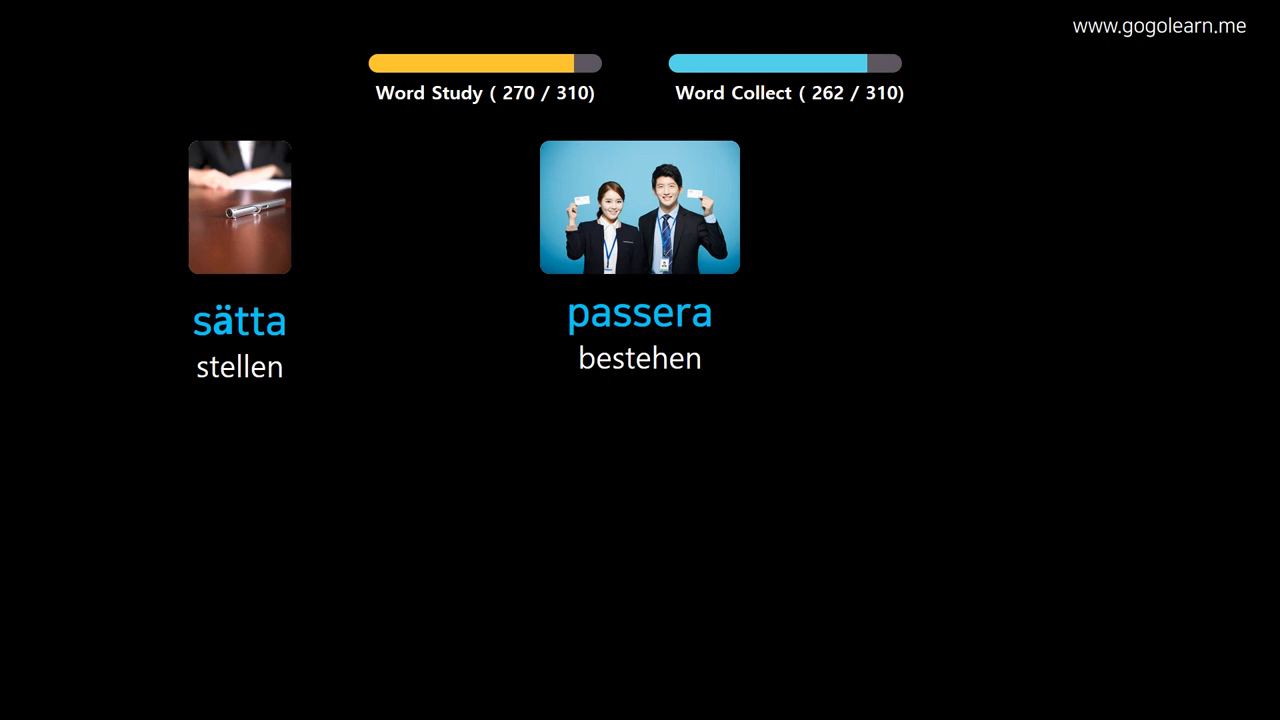 www.gogolearn.me
Word Study ( 270 / 310)
Word Collect ( 262 / 310)
sätta
stellen
passera
bestehen